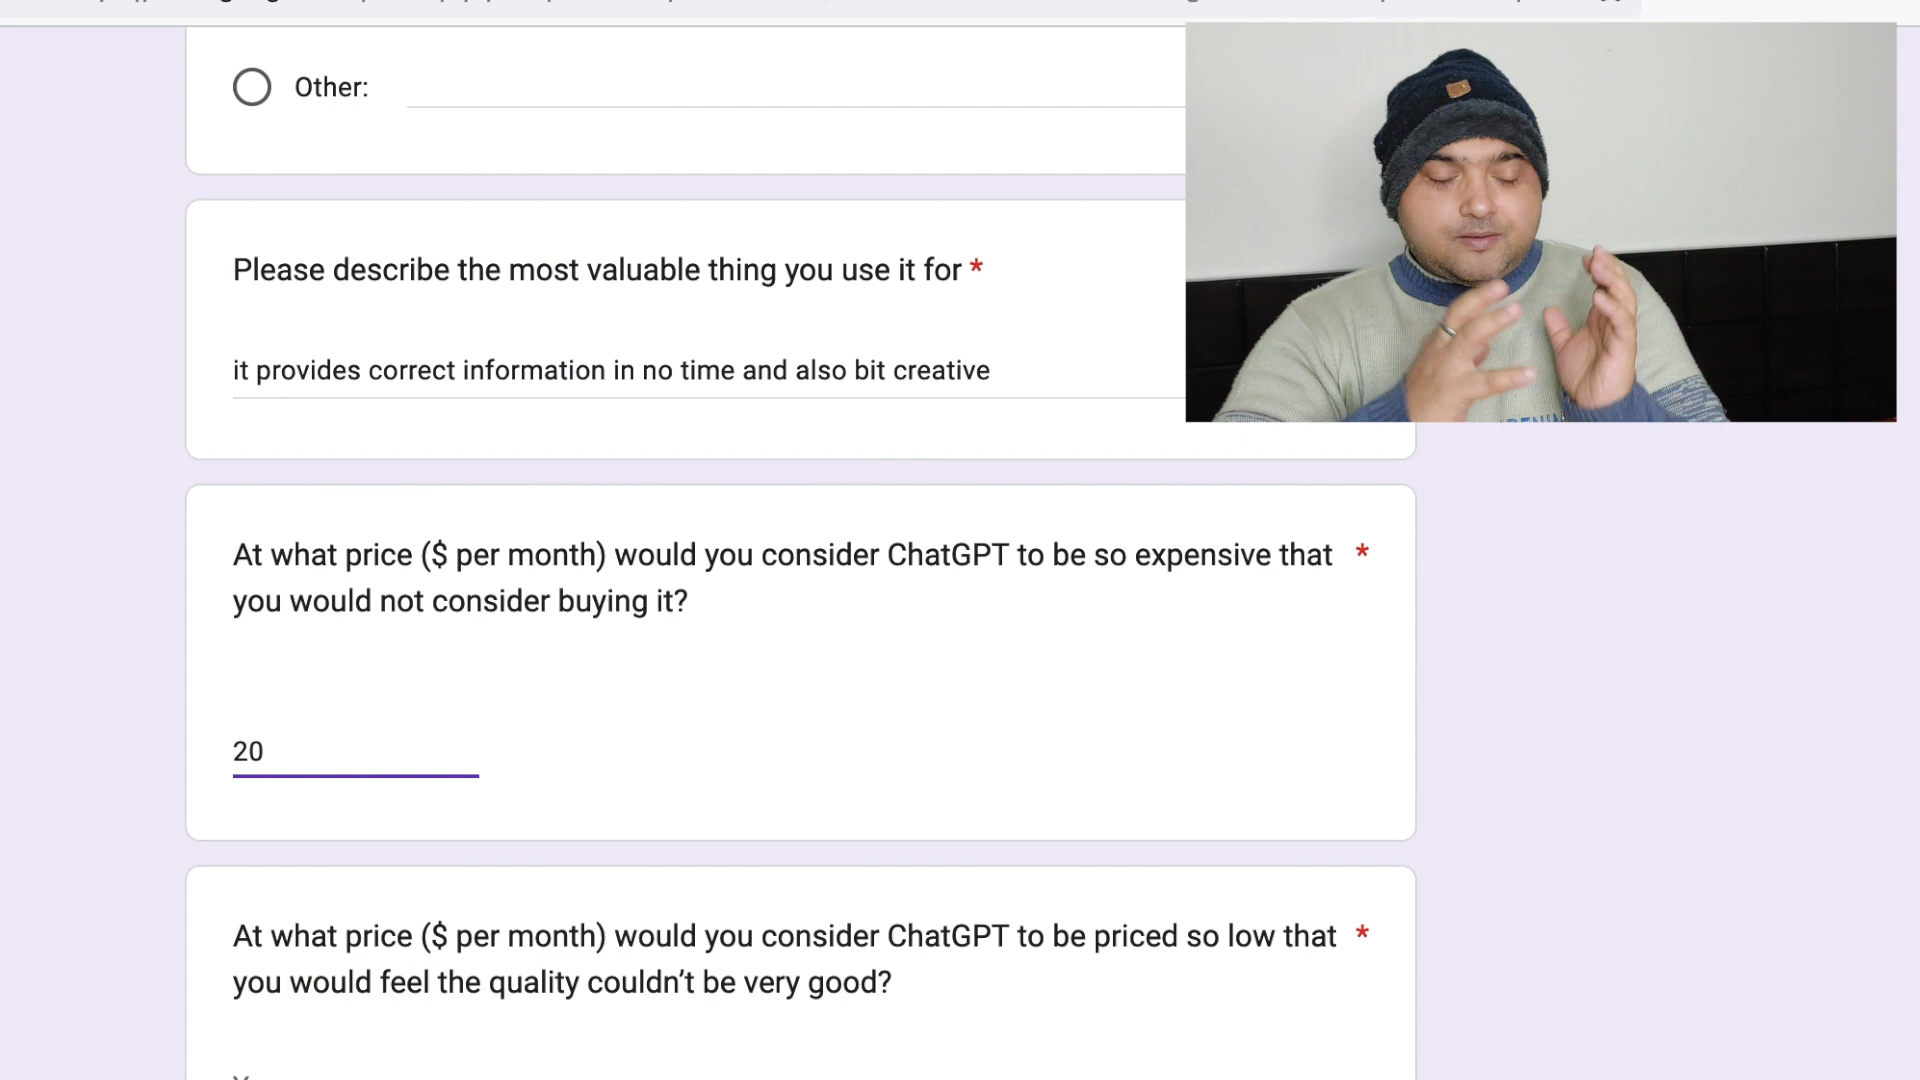 Other:
Please describe the most valuable thing you use it for *
it provides correct information in no time and also bit creative
At what price ($ per month) would you consider ChatGPT to be so expensive that *
you would not consider buying it?
20
At what price ($ per month) would you consider ChatGPT to be priced so low that *
you would feel the quality couldn’t be very good?